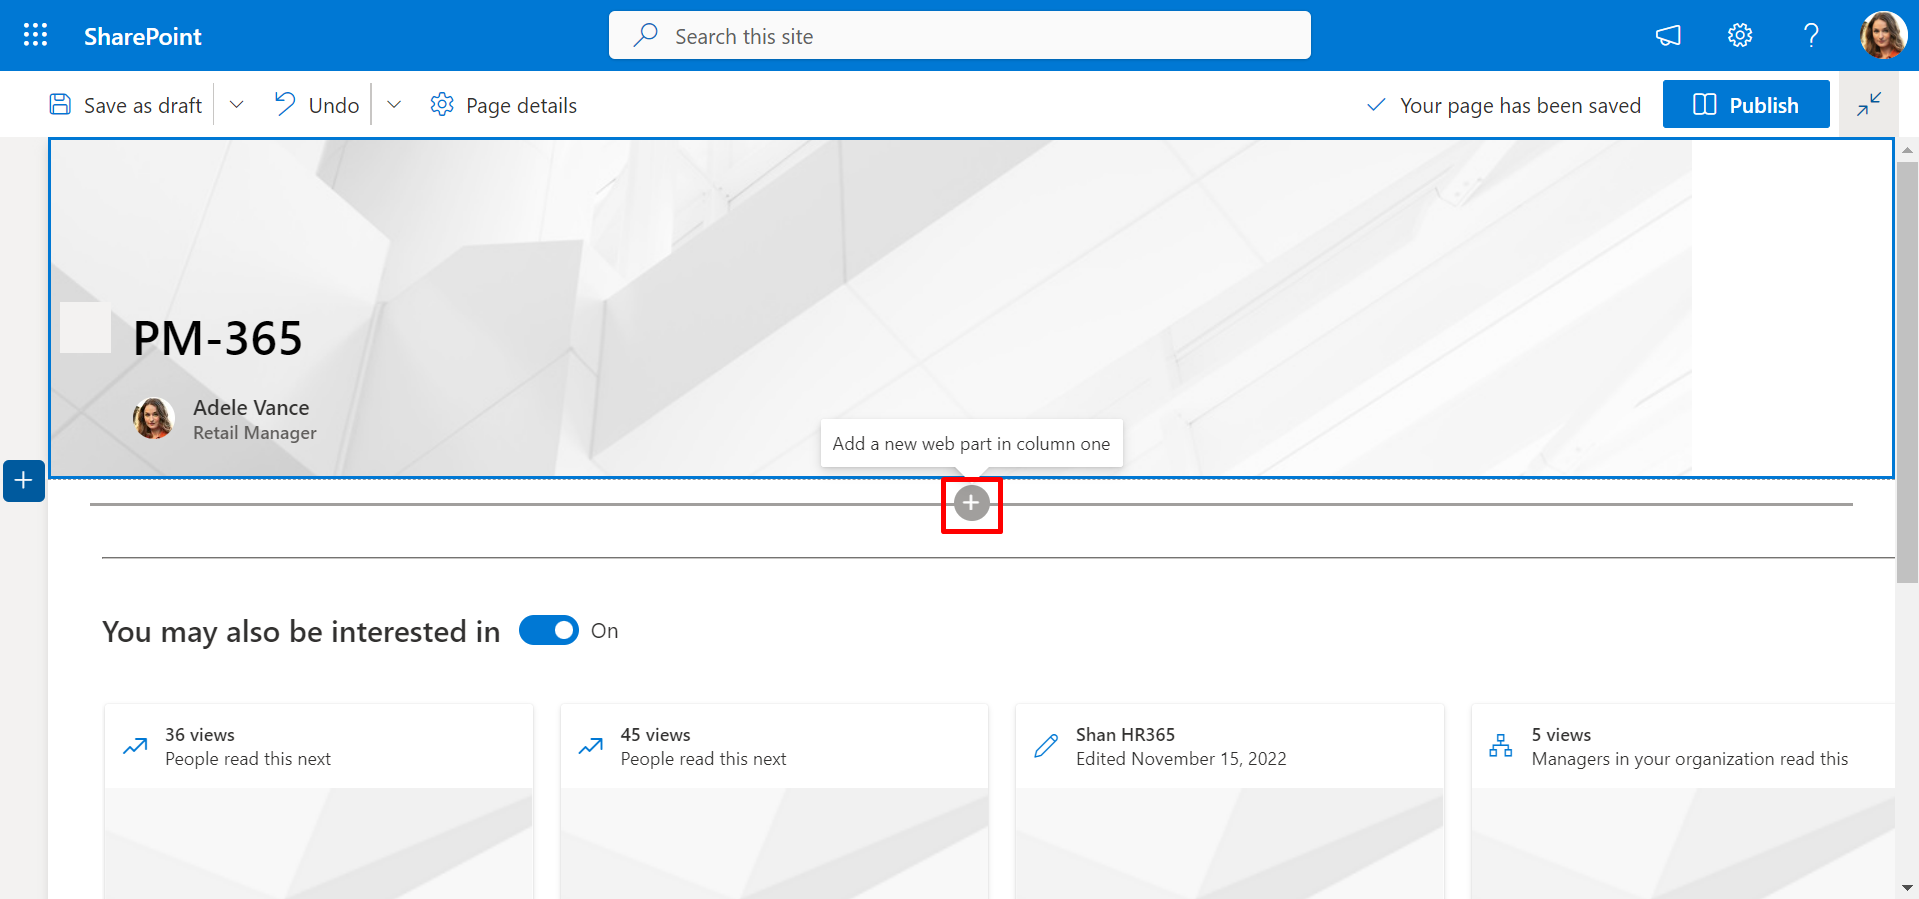 SharePoint
Search this site
Save as draft
Undo
Page details
Your page has been saved
Publish
PM-365
Adele Vance
Retail Manager
Add a new web part in column one
You may also be interested in
On
36 views
People read this next
45 views
People read this next
Shan HR365
Edited November 15, 2022
5 views
Managers in your organization read this